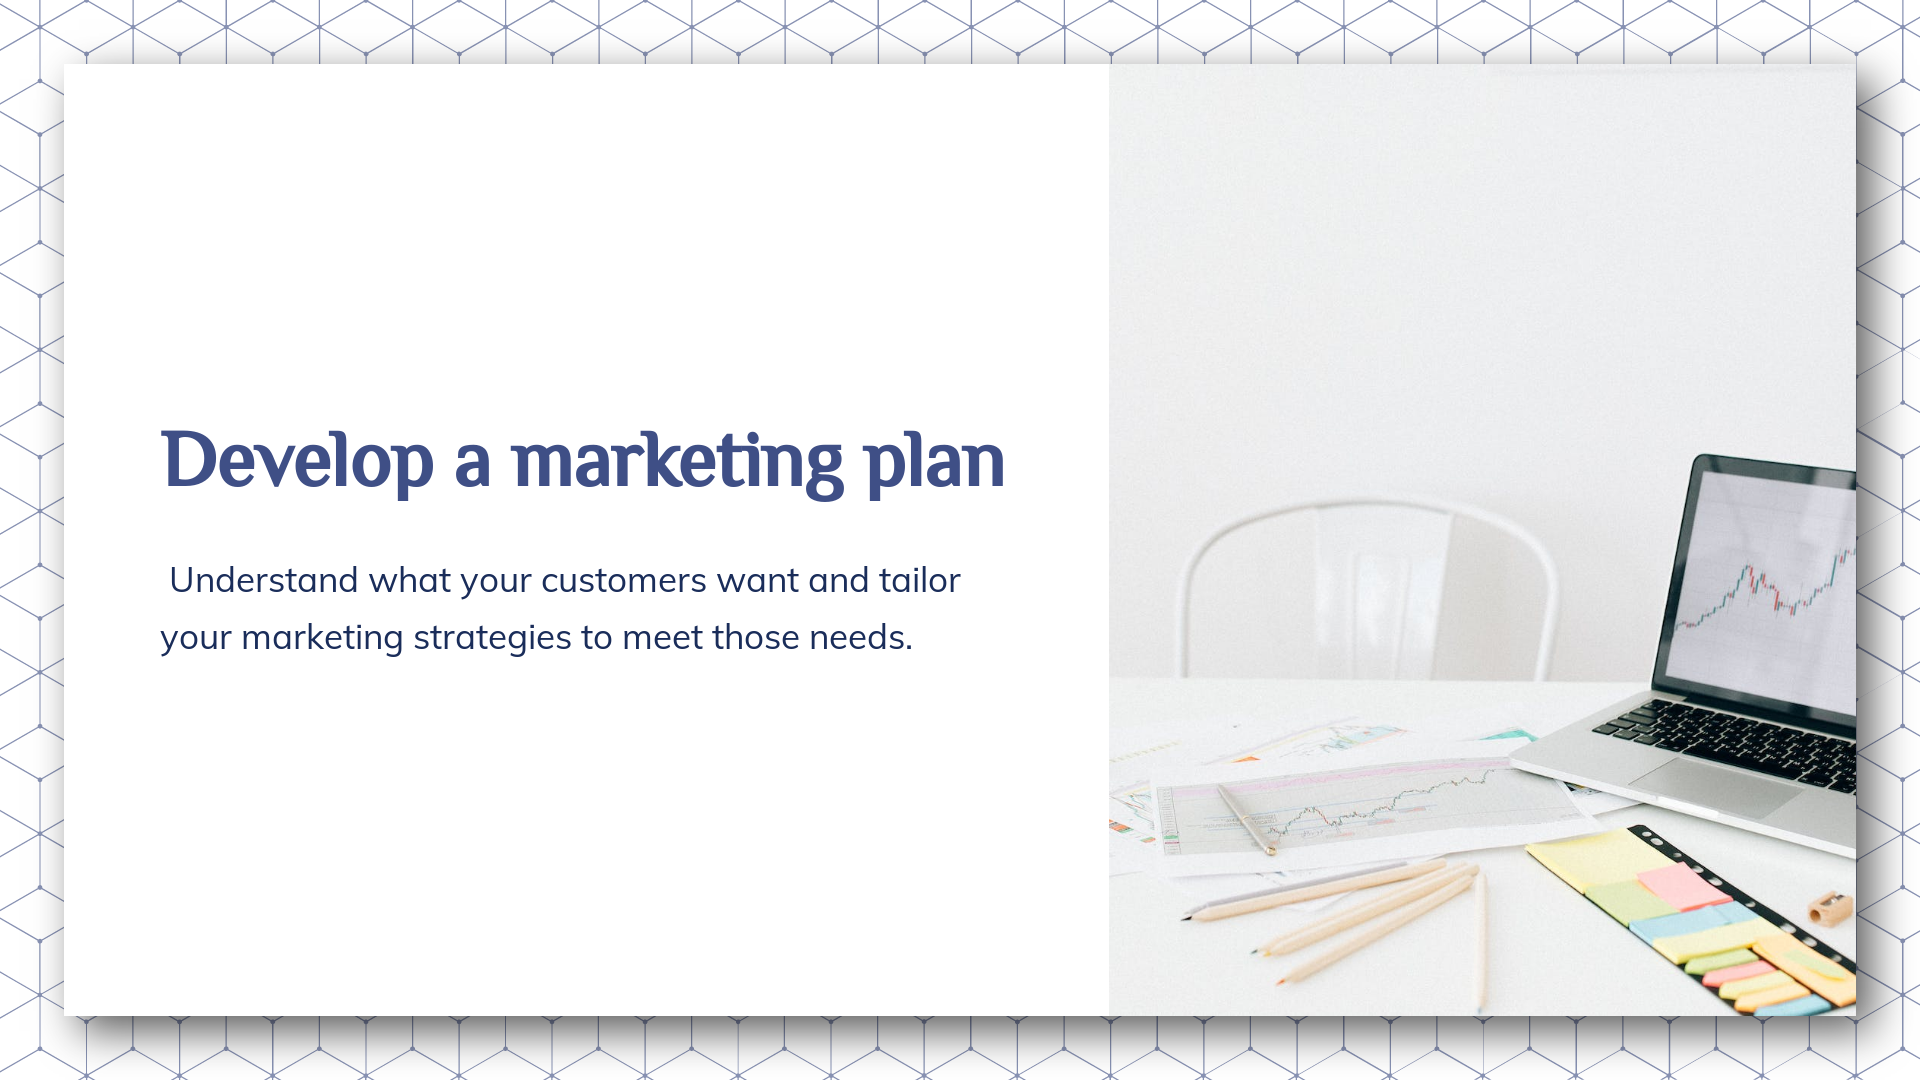 Develop a marketing plan
Understand what your customers want and tailor
your marketing strategies to meet those needs.